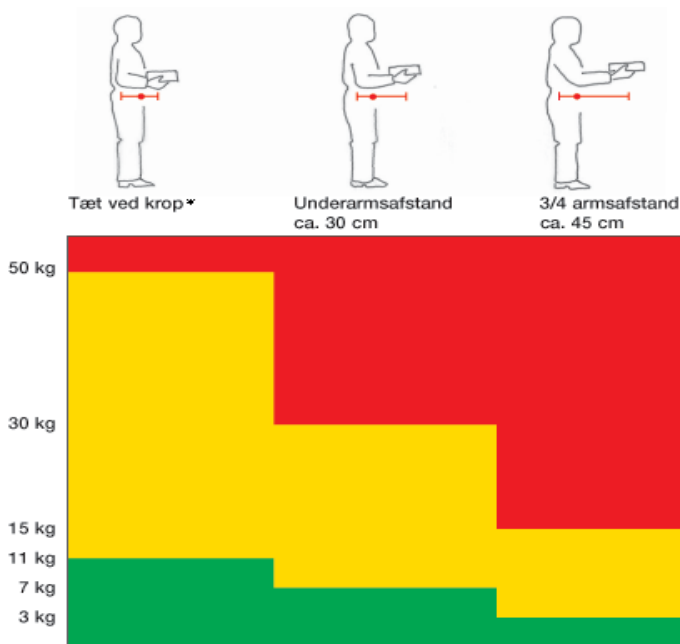 Tæt ved krop*
Underarmsafstand
ca. 30 cm
3/4 armsafstand
ca. 45 cm
50 kg
30 kg
15 kg
11 kg
7 kg
3 kg